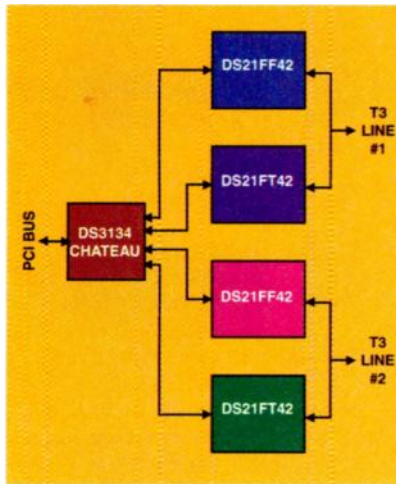 DS21FF42
T3
LINE
#1
DS21FT42
PCI BUS
DS3134
CHATEAU
DS21FF42
T3
LINE
#2
DS21FT42